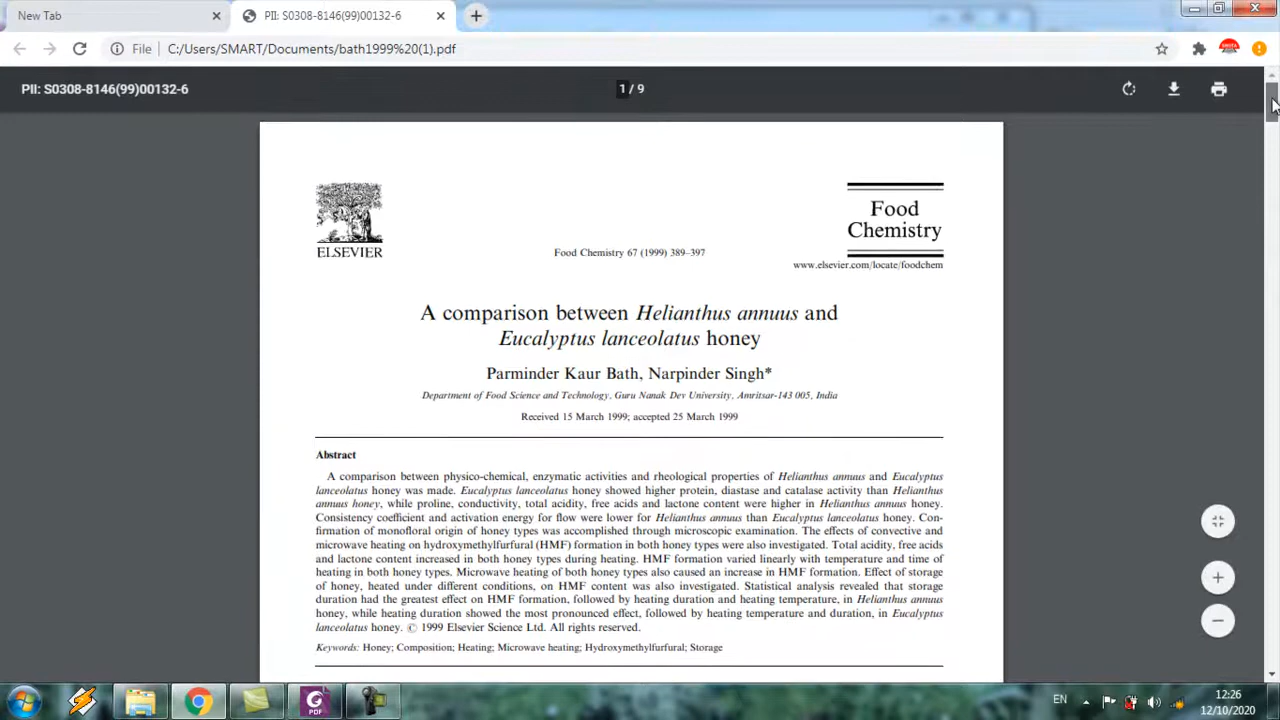 New Tab
PII: S0308-8146(99)00132-6
File
C:/Users/SMART/Documents/bath1999%20(1).pdf
PII: S0308-8146(99)00132-6
1 / 9
ELSEVIER
Food Chemistry 67 (1999) 389–397
Food
Chemistry
www.elsevier.com/locate/foodchem
A comparison between Helianthus annuus and
Eucalyptus lanceolatus honey
Parminder Kaur Bath, Narpinder Singh*
Department of Food Science and Technology, Guru Nanak Dev University, Amritsar-143 005, India
Received 15 March 1999; accepted 25 March 1999
Abstract
A comparison between physico-chemical, enzymatic activities and rheological properties of Helianthus annuus and Eucalyptus
lanceolatus honey was made. Eucalyptus lanceolatus honey showed higher protein, diastase and catalase activity than Helianthus
annuus honey, while proline, conductivity, total acidity, free acids and lactone content were higher in Helianthus annuus honey.
Consistency coefficient and activation energy for flow were lower for Helianthus annuus than Eucalyptus lanceolatus honey. Con-
firmation of monofloral origin of honey types was accomplished through microscopic examination. The effects of convective and
microwave heating on hydroxymethylfurfural (HMF) formation in both honey types were also investigated. Total acidity, free acids
and lactone content increased in both honey types during heating. HMF formation varied linearly with temperature and time of
heating in both honey types. Microwave heating of both honey types also caused an increase in HMF formation. Effect of storage
of honey, heated under different conditions, on HMF content was also investigated. Statistical analysis revealed that storage
duration had the greatest effect on HMF formation, followed by heating duration and heating temperature, in Helianthus annuus
honey, while heating duration showed the most pronounced effect, followed by heating temperature and duration, in Eucalyptus
lanceolatus honey. © 1999 Elsevier Science Ltd. All rights reserved.
Keywords: Honey; Composition; Heating; Microwave heating; Hydroxymethylfurfural; Storage
PDF
EN
12:26
12/10/2020